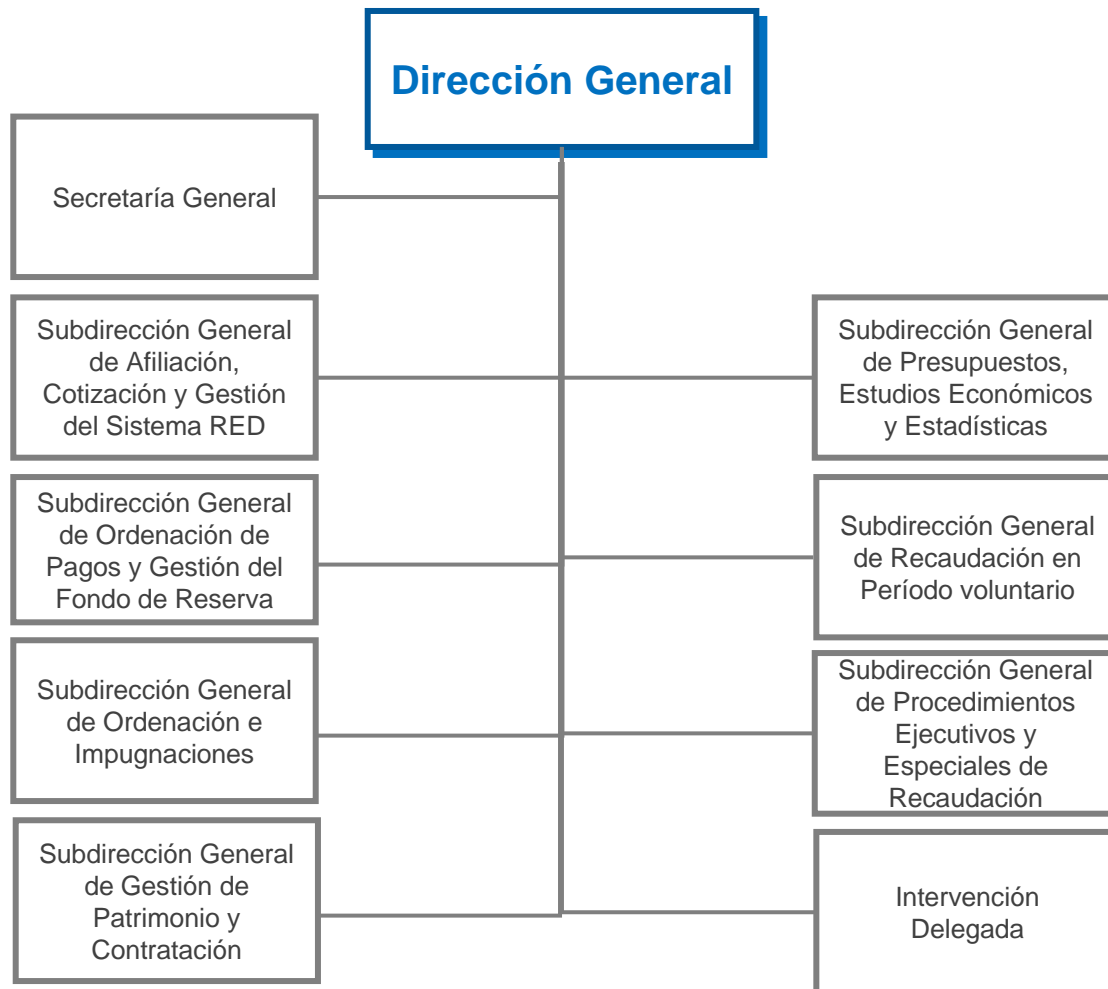 Dirección General
Secretaría General
Subdirección General
de Afiliación,
Cotización y Gestión
del Sistema RED
Subdirección General
de Presupuestos,
Estudios Económicos
y Estadísticas
Subdirección General
de Ordenación de
Pagos y Gestión del
Fondo de Reserva
Subdirección General
de Recaudación en
Período voluntario
Subdirección General
de Ordenación e
Impugnaciones
Subdirección General
de Procedimientos
Ejecutivos y
Especiales de
Recaudación
Subdirección General
de Gestión de
Patrimonio y
Contratación
Intervención
Delegada